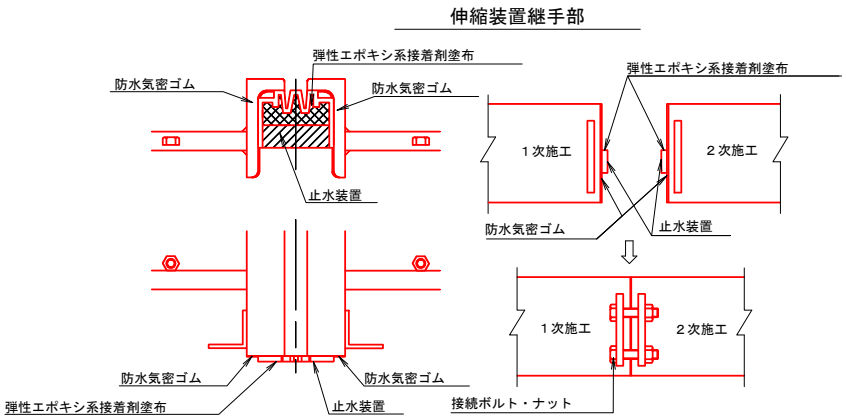 伸縮装置継手部
弾性エポキシ系接着剤塗布
防水気密ゴム
防水気密ゴム
止水装置
弾性エポキシ系接着剤塗布
1次施工
2次施工
防水気密ゴム
止水装置
1次施工
2次施工
接続ボルト・ナット
防水気密ゴム
防水気密ゴム
弾性エポキシ系接着剤塗布
止水装置